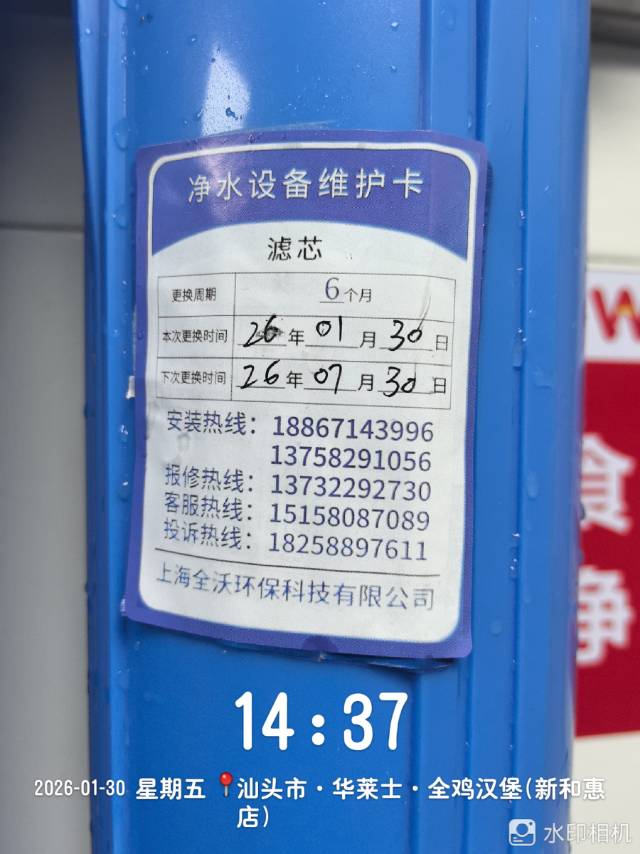 净水设备维护卡
滤芯
更换周期 6个月
本次更换时间 26年01月30日
下次更换时间 26年07月30日
安装热线：18867143996
13758291056
报修热线：13732292730
客服热线：15158087089
投诉热线：18258897611
上海全沃环保科技有限公司
W
食
净
14:37
2026-01-30 星期五 汕头市·华莱士·全鸡汉堡(新和惠
店)
水印相机